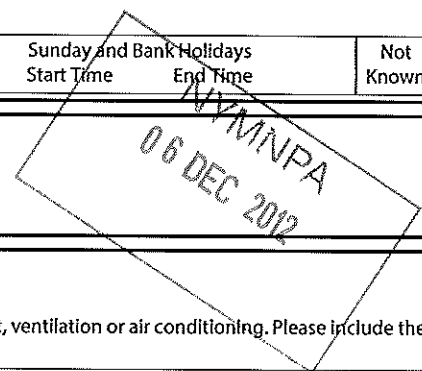 Sunday and Bank Holidays
Start Time End Time
Not
Known
NYMNPA
06 DEC 2012
, ventilation or air conditioning. Please include the